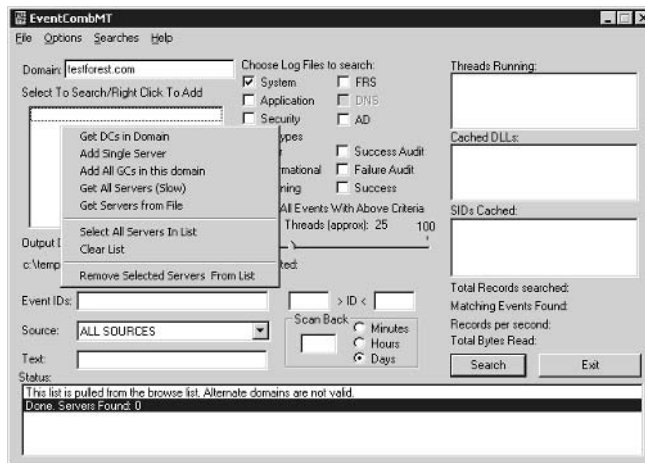 EventCombMT
File Options Searches Help
Domain: testforest.com
Choose Log Files to search:
Threads Running:
System FRS
Select To Search/Right Click To Add
Application DNS
Security AD
Get DCs in Domain
Cached DLLs:
Add Single Server
Success Audit
Add All GCs in this domain
Failure Audit
Get All Servers (Slow)
Success
Get Servers from File
All Events With Above Criteria
SIDs Cached:
Select All Servers In List
Threads (approx): 25 100
Output
Clear List
c:\temp
Remove Selected Servers From List
Total Records searched:
Event IDs: > ID <
Matching Events Found:
Scan Back
Records per second:
Source: ALL SOURCES
Minutes
Hours
Total Bytes Read:
Text:
Days
Search Exit
Status:
This list is pulled from the browse list. Alternate domains are not valid.
Done. Servers Found: 0